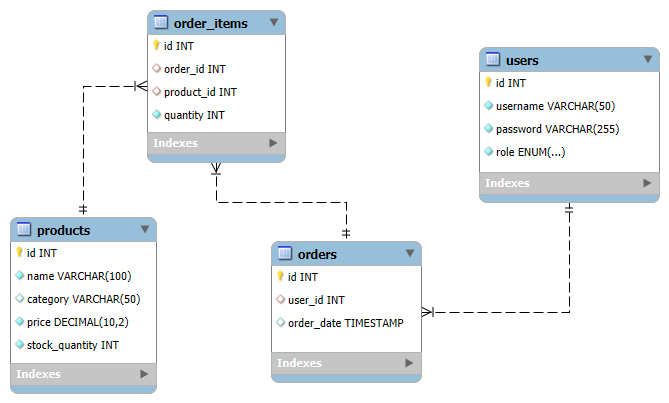 order_items
id INT
order_id INT
product_id INT
quantity INT
Indexes
users
id INT
username VARCHAR(50)
password VARCHAR(255)
role ENUM(...)
Indexes
products
id INT
name VARCHAR(100)
category VARCHAR(50)
price DECIMAL(10,2)
stock_quantity INT
Indexes
orders
id INT
user_id INT
order_date TIMESTAMP
Indexes